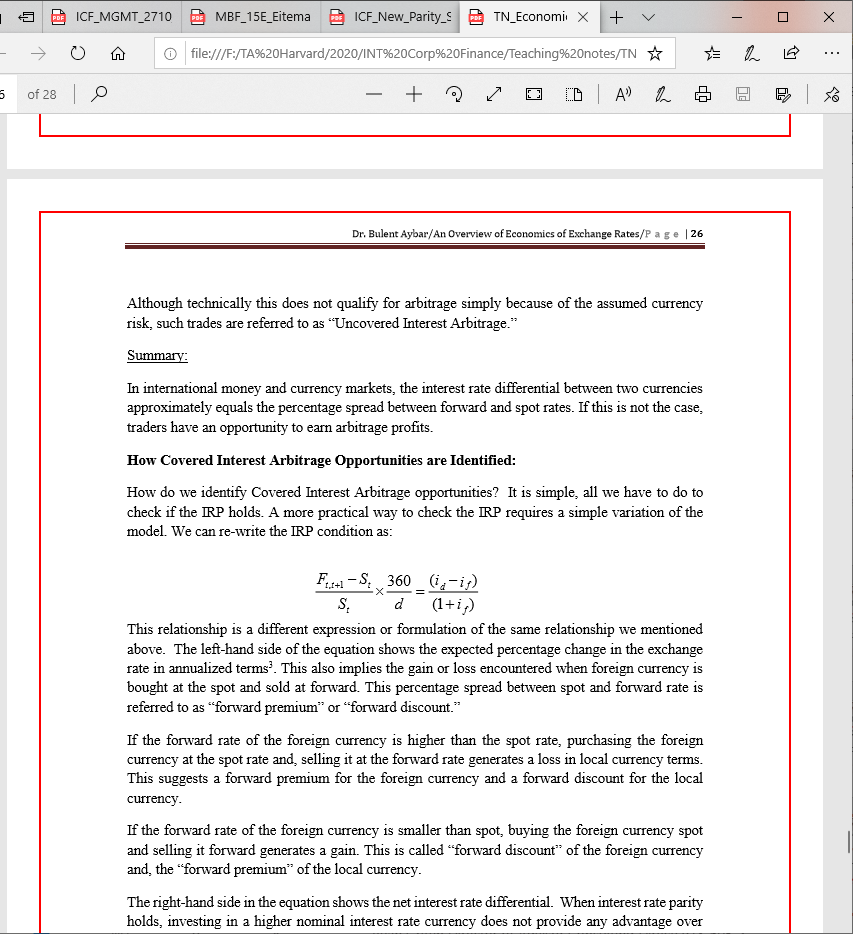 ICF_MGMT_2710 MBF_15E_Eitema ICF_New_Parity_S TN_Economi
file:///F:/TA%20Harvard/2020/INT%20Corp%20Finance/Teaching%20notes/TN
6 of 28
Dr. Bulent Aybar/An Overview of Economics of Exchange Rates/P a g e | 26
Although technically this does not qualify for arbitrage simply because of the assumed currency
risk, such trades are referred to as “Uncovered Interest Arbitrage.”
Summary:
In international money and currency markets, the interest rate differential between two currencies
approximately equals the percentage spread between forward and spot rates. If this is not the case,
traders have an opportunity to earn arbitrage profits.
How Covered Interest Arbitrage Opportunities are Identified:
How do we identify Covered Interest Arbitrage opportunities? It is simple, all we have to do to
check if the IRP holds. A more practical way to check the IRP requires a simple variation of the
model. We can re-write the IRP condition as:
(F_{t,t+1} − S_t)/S_t × 360/d = (i_d − i_f)/(1 + i_f)
This relationship is a different expression or formulation of the same relationship we mentioned
above. The left-hand side of the equation shows the expected percentage change in the exchange
rate in annualized terms³. This also implies the gain or loss encountered when foreign currency is
bought at the spot and sold at forward. This percentage spread between spot and forward rate is
referred to as “forward premium” or “forward discount.”
If the forward rate of the foreign currency is higher than the spot rate, purchasing the foreign
currency at the spot rate and, selling it at the forward rate generates a loss in local currency terms.
This suggests a forward premium for the foreign currency and a forward discount for the local
currency.
If the forward rate of the foreign currency is smaller than spot, buying the foreign currency spot
and selling it forward generates a gain. This is called “forward discount” of the foreign currency
and, the “forward premium” of the local currency.
The right-hand side in the equation shows the net interest rate differential. When interest rate parity
holds, investing in a higher nominal interest rate currency does not provide any advantage over